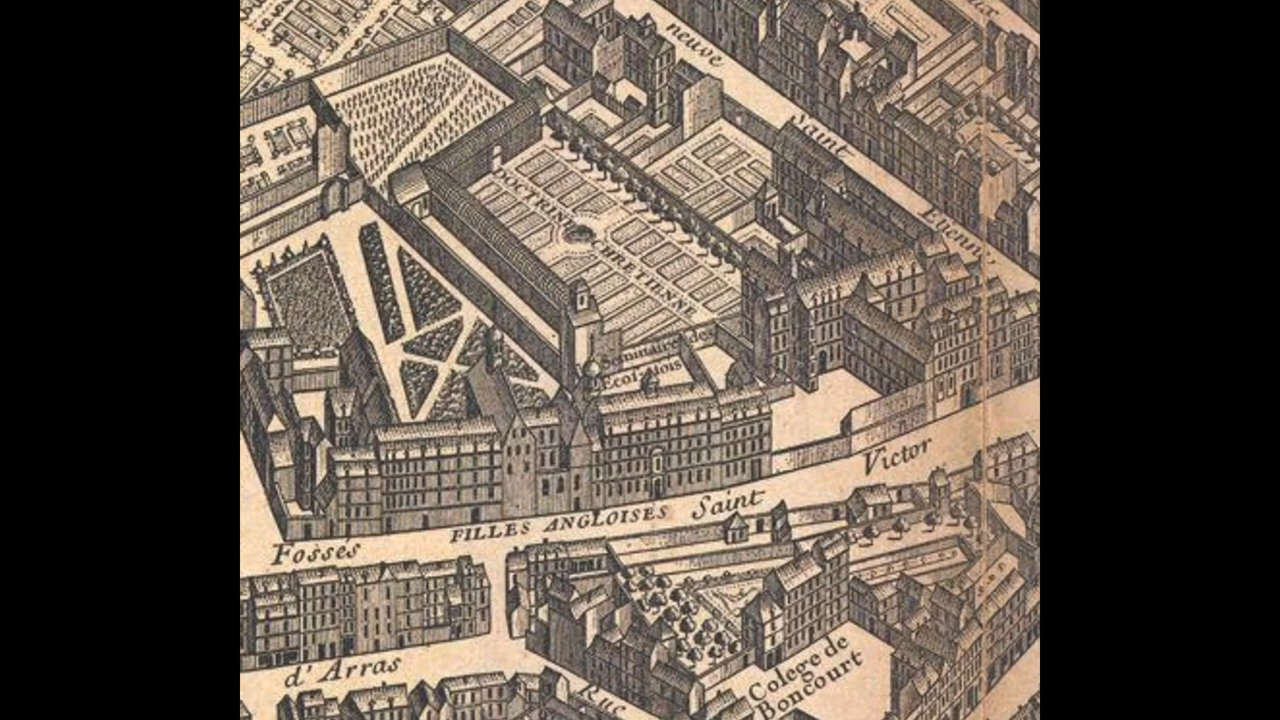 neuve
Saint
Etienne
DOCTRINE
CHRETIENNE
Seminaire des
Ecossois
Victor
Saint
FILLES ANGLOISES
Fossés
d'Arras
Rue
Colege de
Boncourt